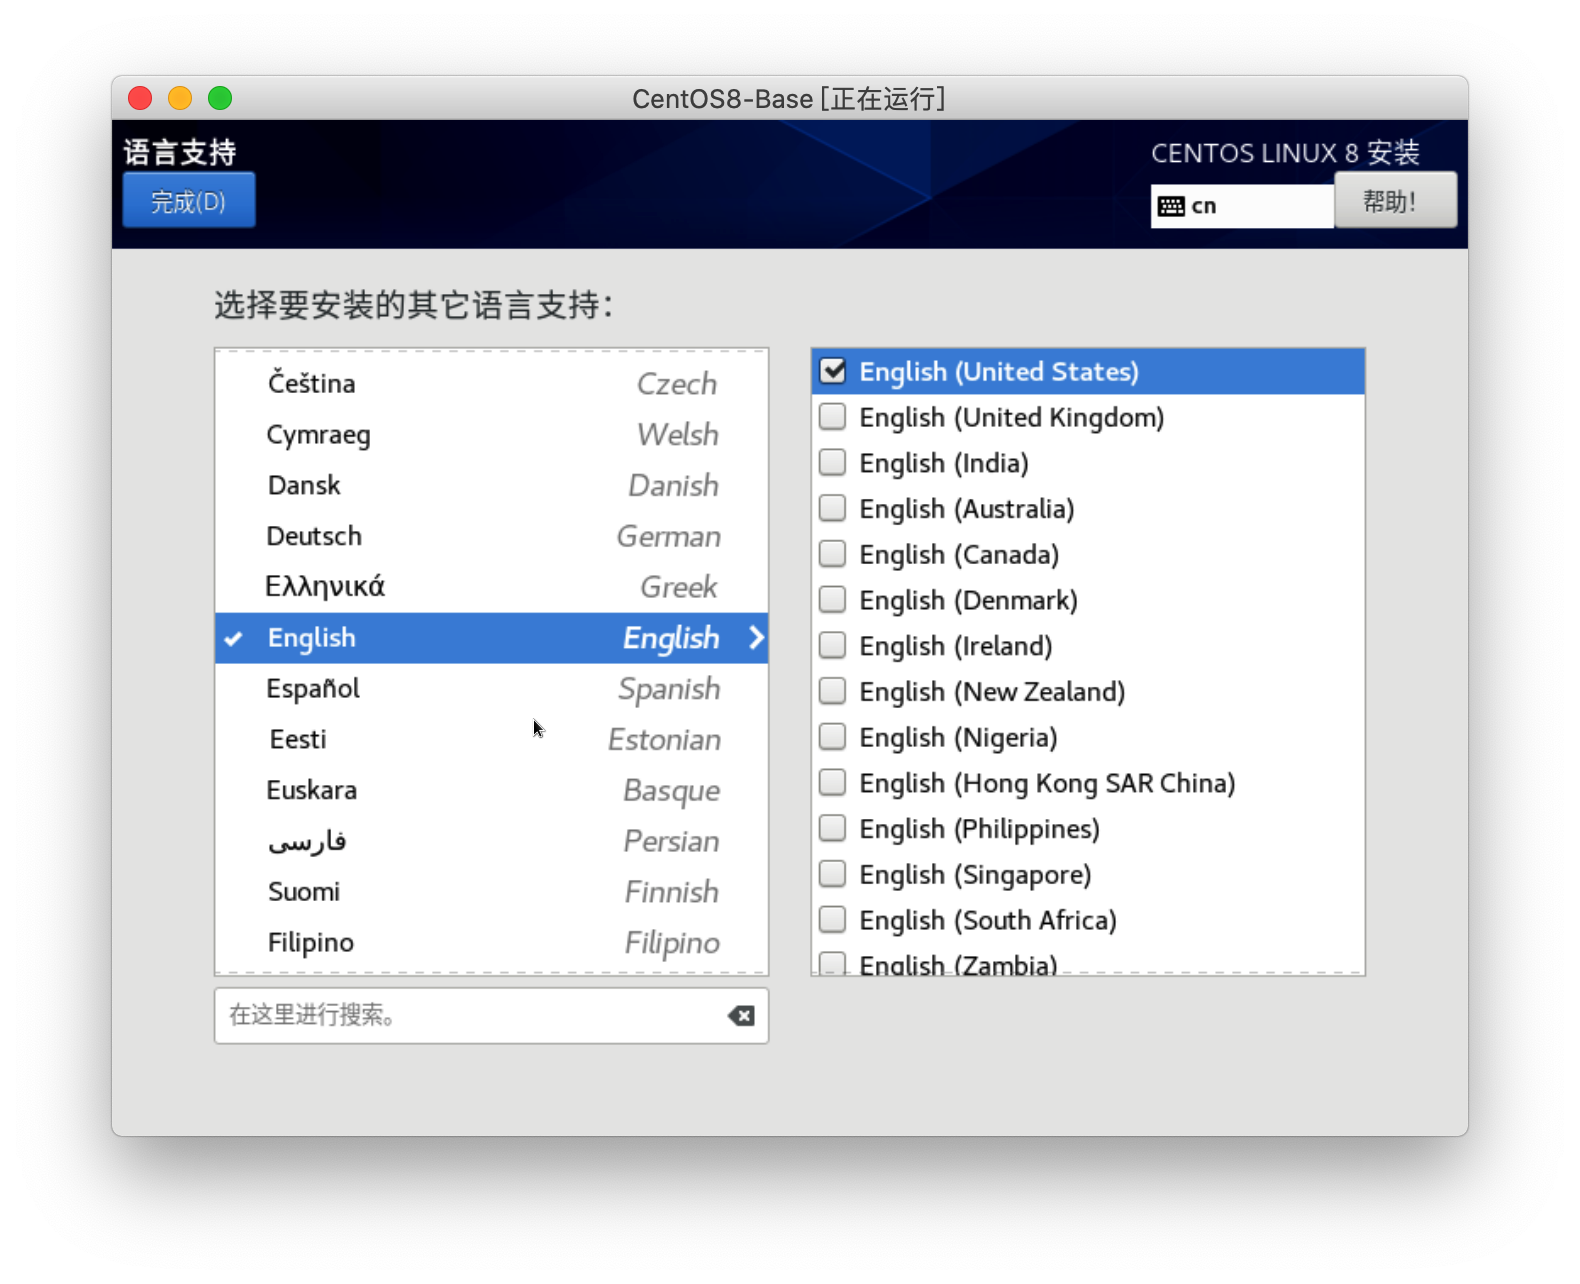 CentOS8-Base [正在运行]
语言支持
CENTOS LINUX 8 安装
完成(D)
cn
帮助!
选择要安装的其它语言支持：
Čeština Czech
Cymraeg Welsh
Dansk Danish
Deutsch German
Ελληνικά Greek
English English
Español Spanish
Eesti Estonian
Euskara Basque
فارسی Persian
Suomi Finnish
Filipino Filipino
在这里进行搜索。
English (United States)
English (United Kingdom)
English (India)
English (Australia)
English (Canada)
English (Denmark)
English (Ireland)
English (New Zealand)
English (Nigeria)
English (Hong Kong SAR China)
English (Philippines)
English (Singapore)
English (South Africa)
English (Zambia)